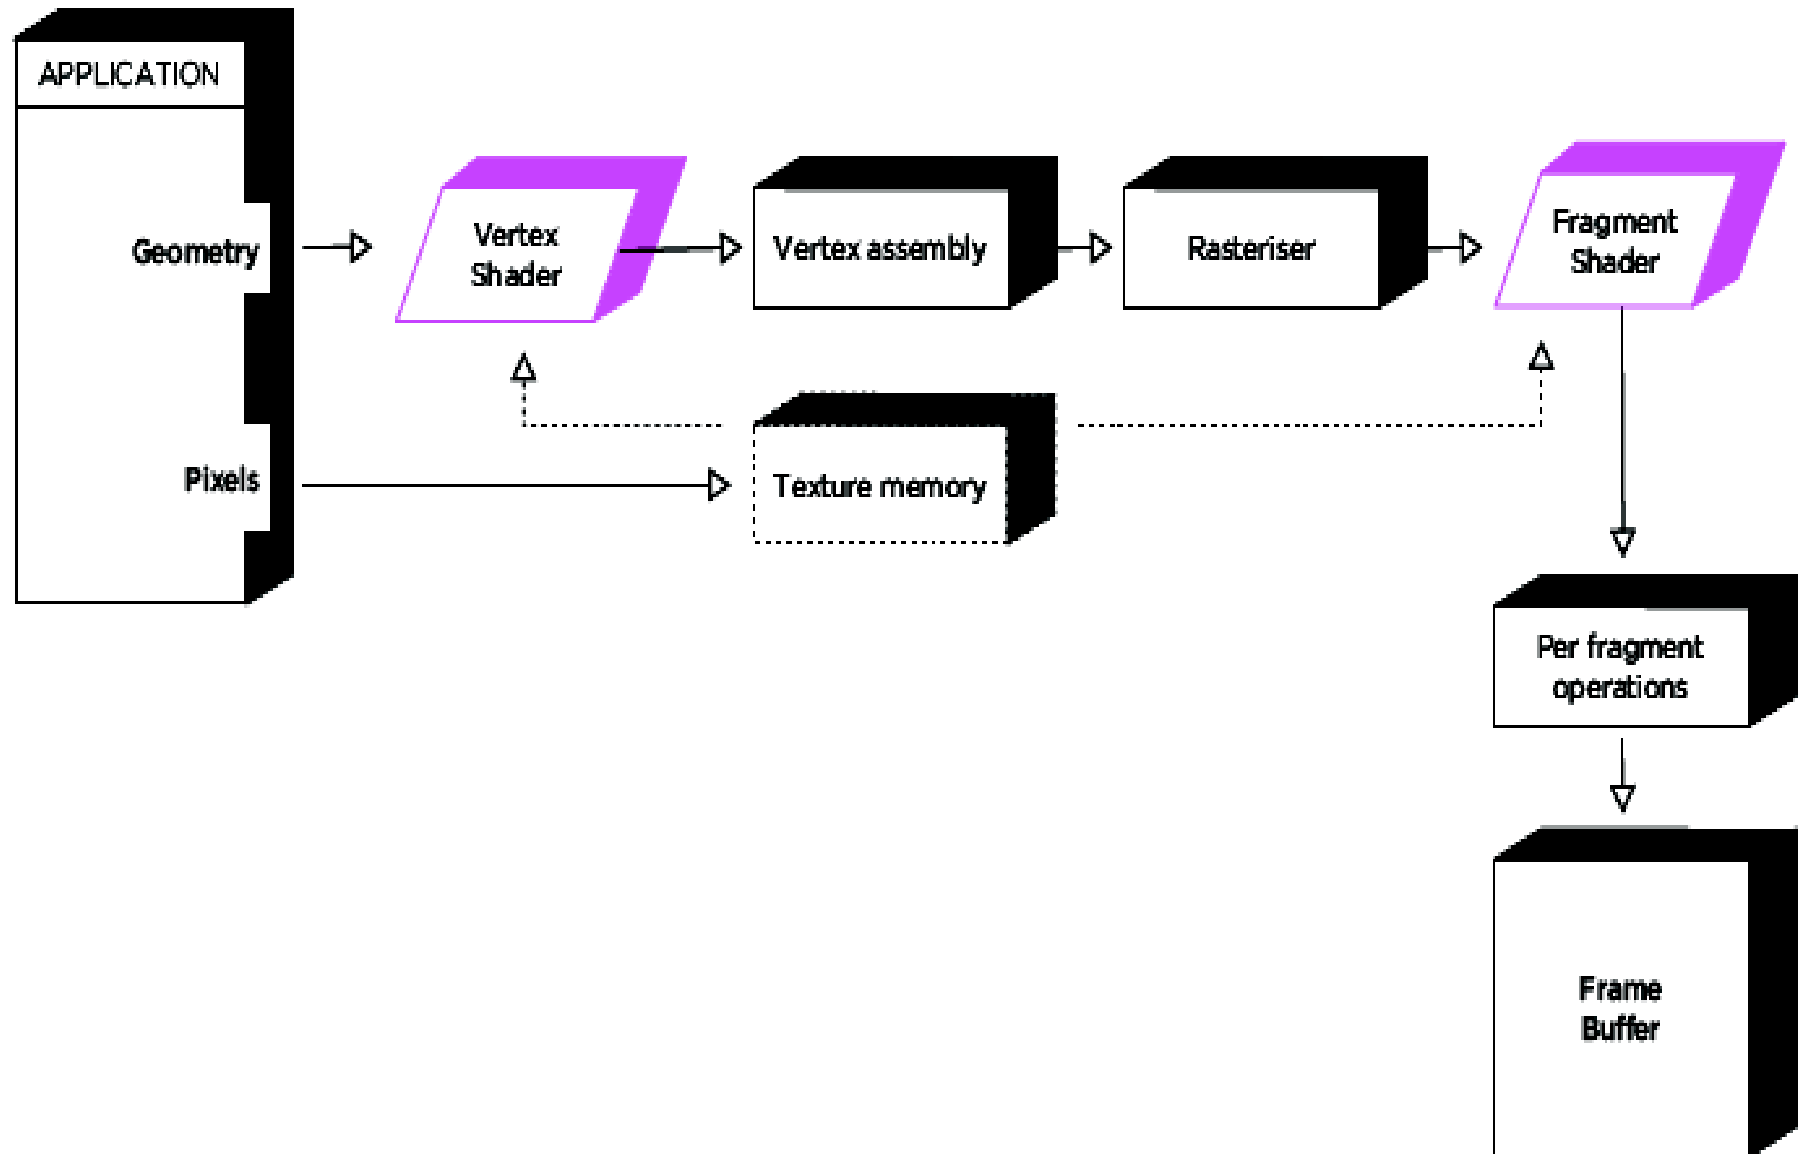 APPLICATION
Geometry
Vertex
Shader
Vertex assembly
Rasteriser
Fragment
Shader
Pixels
Texture memory
Per fragment
operations
Frame
Buffer